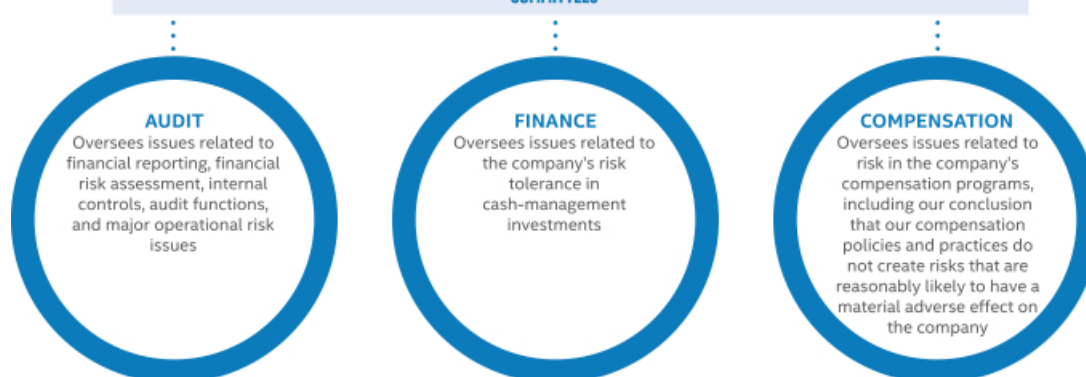 COMMITTEES
AUDIT
Oversees issues related to
financial reporting, financial
risk assessment, internal
controls, audit functions,
and major operational risk
issues
FINANCE
Oversees issues related to
the company's risk
tolerance in
cash-management
investments
COMPENSATION
Oversees issues related to
risk in the company's
compensation programs,
including our conclusion
that our compensation
policies and practices do
not create risks that are
reasonably likely to have a
material adverse effect on
the company